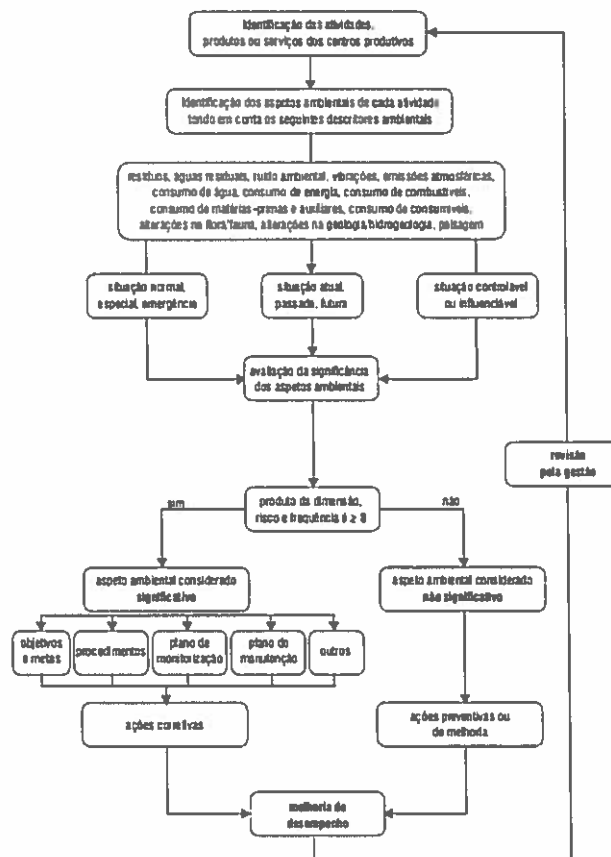 Identificação das atividades,
produtos ou serviços dos centros produtivos
Identificação dos aspetos ambientais de cada atividade
tendo em conta os seguintes descritores ambientais
resíduos, águas residuais, ruído ambiental, vibrações, emissões atmosféricas,
consumo de água, consumo de energia, consumo de combustíveis,
consumo de matérias-primas e auxiliares, consumo de consumíveis,
alterações na flora/fauna, alterações na geologia/hidrogeologia, paisagem
situação normal,
especial, emergência
situação atual,
passada, futura
situação controlável
ou influenciável
avaliação da significância
dos aspetos ambientais
revisão
pela gestão
sim
produto da dimensão,
risco e frequência é ≥ 8
não
aspeto ambiental considerado
significativo
aspeto ambiental considerado
não significativo
objetivos
e metas
procedimentos
plano de
monitorização
plano de
manutenção
outros
ações corretivas
ações preventivas ou
de melhoria
melhoria de
desempenho